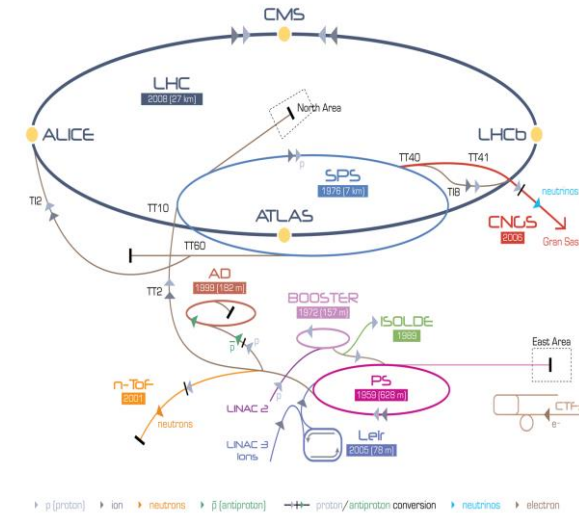 CMS
LHC
2008 (27 km)
North Area
ALICE
LHCb
TT40
TT41
SPS
1976 (7 km)
TI8
TI2
TT10
ATLAS
neutrinos
CNGS
2006
Gran Sas
TT60
AD
1999 (182 m)
TT2
BOOSTER
1972 (157 m)
ISOLDE
1989
East Area
p
p
p̅
p
n-ToF
2001
neutrons
LINAC 2
p
PS
1959 (628 m)
CTF
e-
LINAC 3
Ions
LeIr
2005 (78 m)
p (proton) ion neutrons p̅ (antiproton) proton/antiproton conversion neutrinos electron